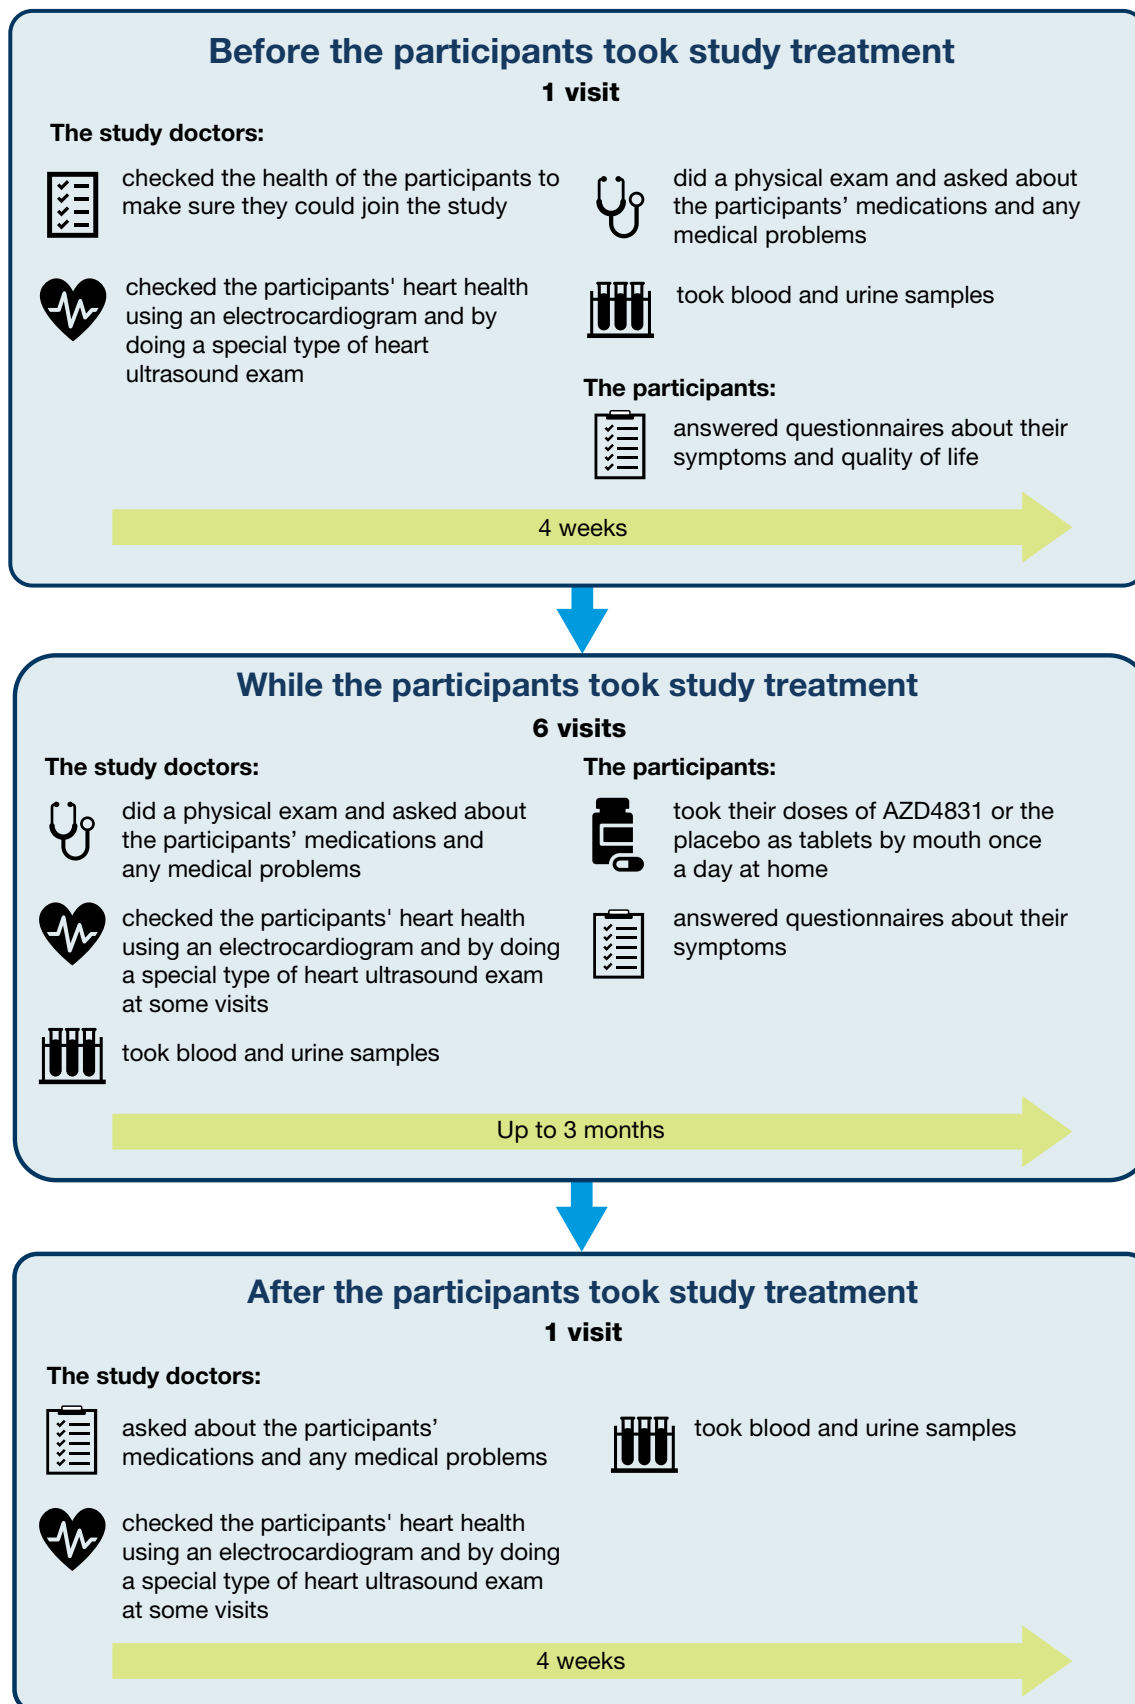 Before the participants took study treatment
1 visit
The study doctors:
checked the health of the participants to
make sure they could join the study
checked the participants' heart health
using an electrocardiogram and by
doing a special type of heart
ultrasound exam
did a physical exam and asked about
the participants’ medications and any
medical problems
took blood and urine samples
The participants:
answered questionnaires about their
symptoms and quality of life
4 weeks
While the participants took study treatment
6 visits
The study doctors:
did a physical exam and asked about
the participants’ medications and
any medical problems
checked the participants' heart health
using an electrocardiogram and by doing
a special type of heart ultrasound exam
at some visits
took blood and urine samples
The participants:
took their doses of AZD4831 or the
placebo as tablets by mouth once
a day at home
answered questionnaires about their
symptoms
Up to 3 months
After the participants took study treatment
1 visit
The study doctors:
asked about the participants’
medications and any medical problems
checked the participants' heart health
using an electrocardiogram and by doing
a special type of heart ultrasound exam
at some visits
took blood and urine samples
4 weeks